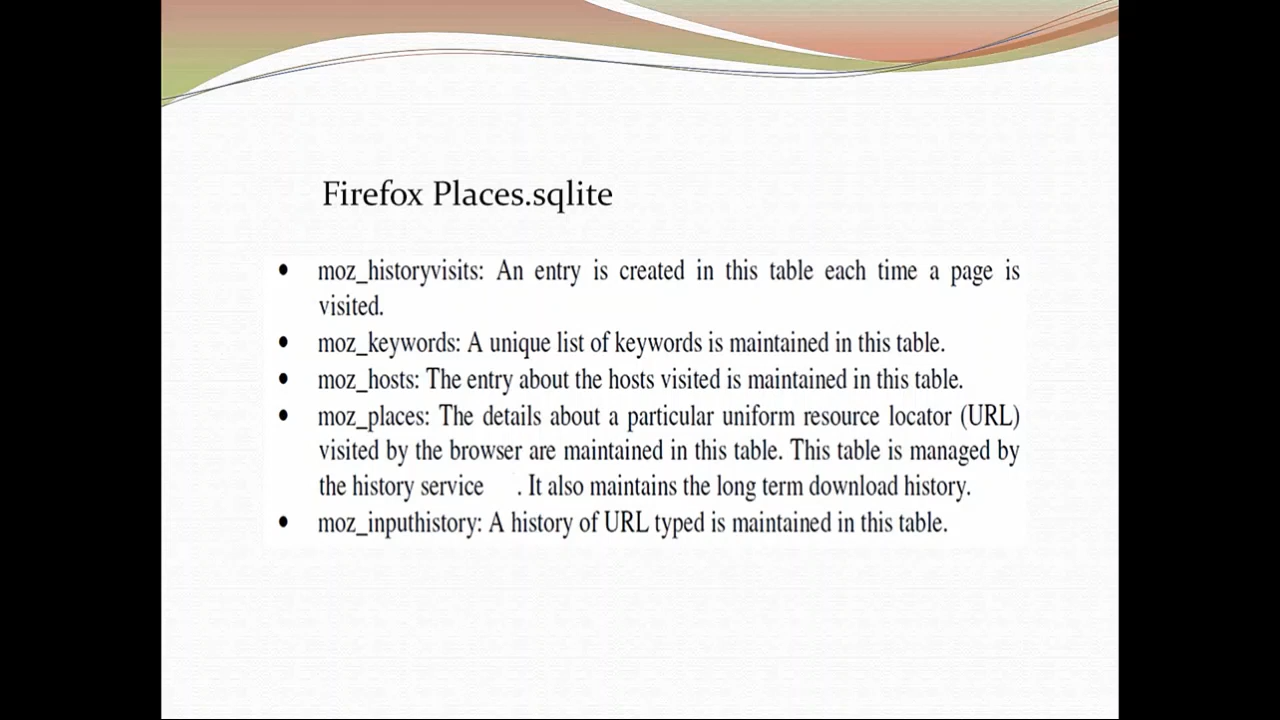 Firefox Places.sqlite
• moz_historyvisits: An entry is created in this table each time a page is
visited.
• moz_keywords: A unique list of keywords is maintained in this table.
• moz_hosts: The entry about the hosts visited is maintained in this table.
• moz_places: The details about a particular uniform resource locator (URL)
visited by the browser are maintained in this table. This table is managed by
the history service . It also maintains the long term download history.
• moz_inputhistory: A history of URL typed is maintained in this table.